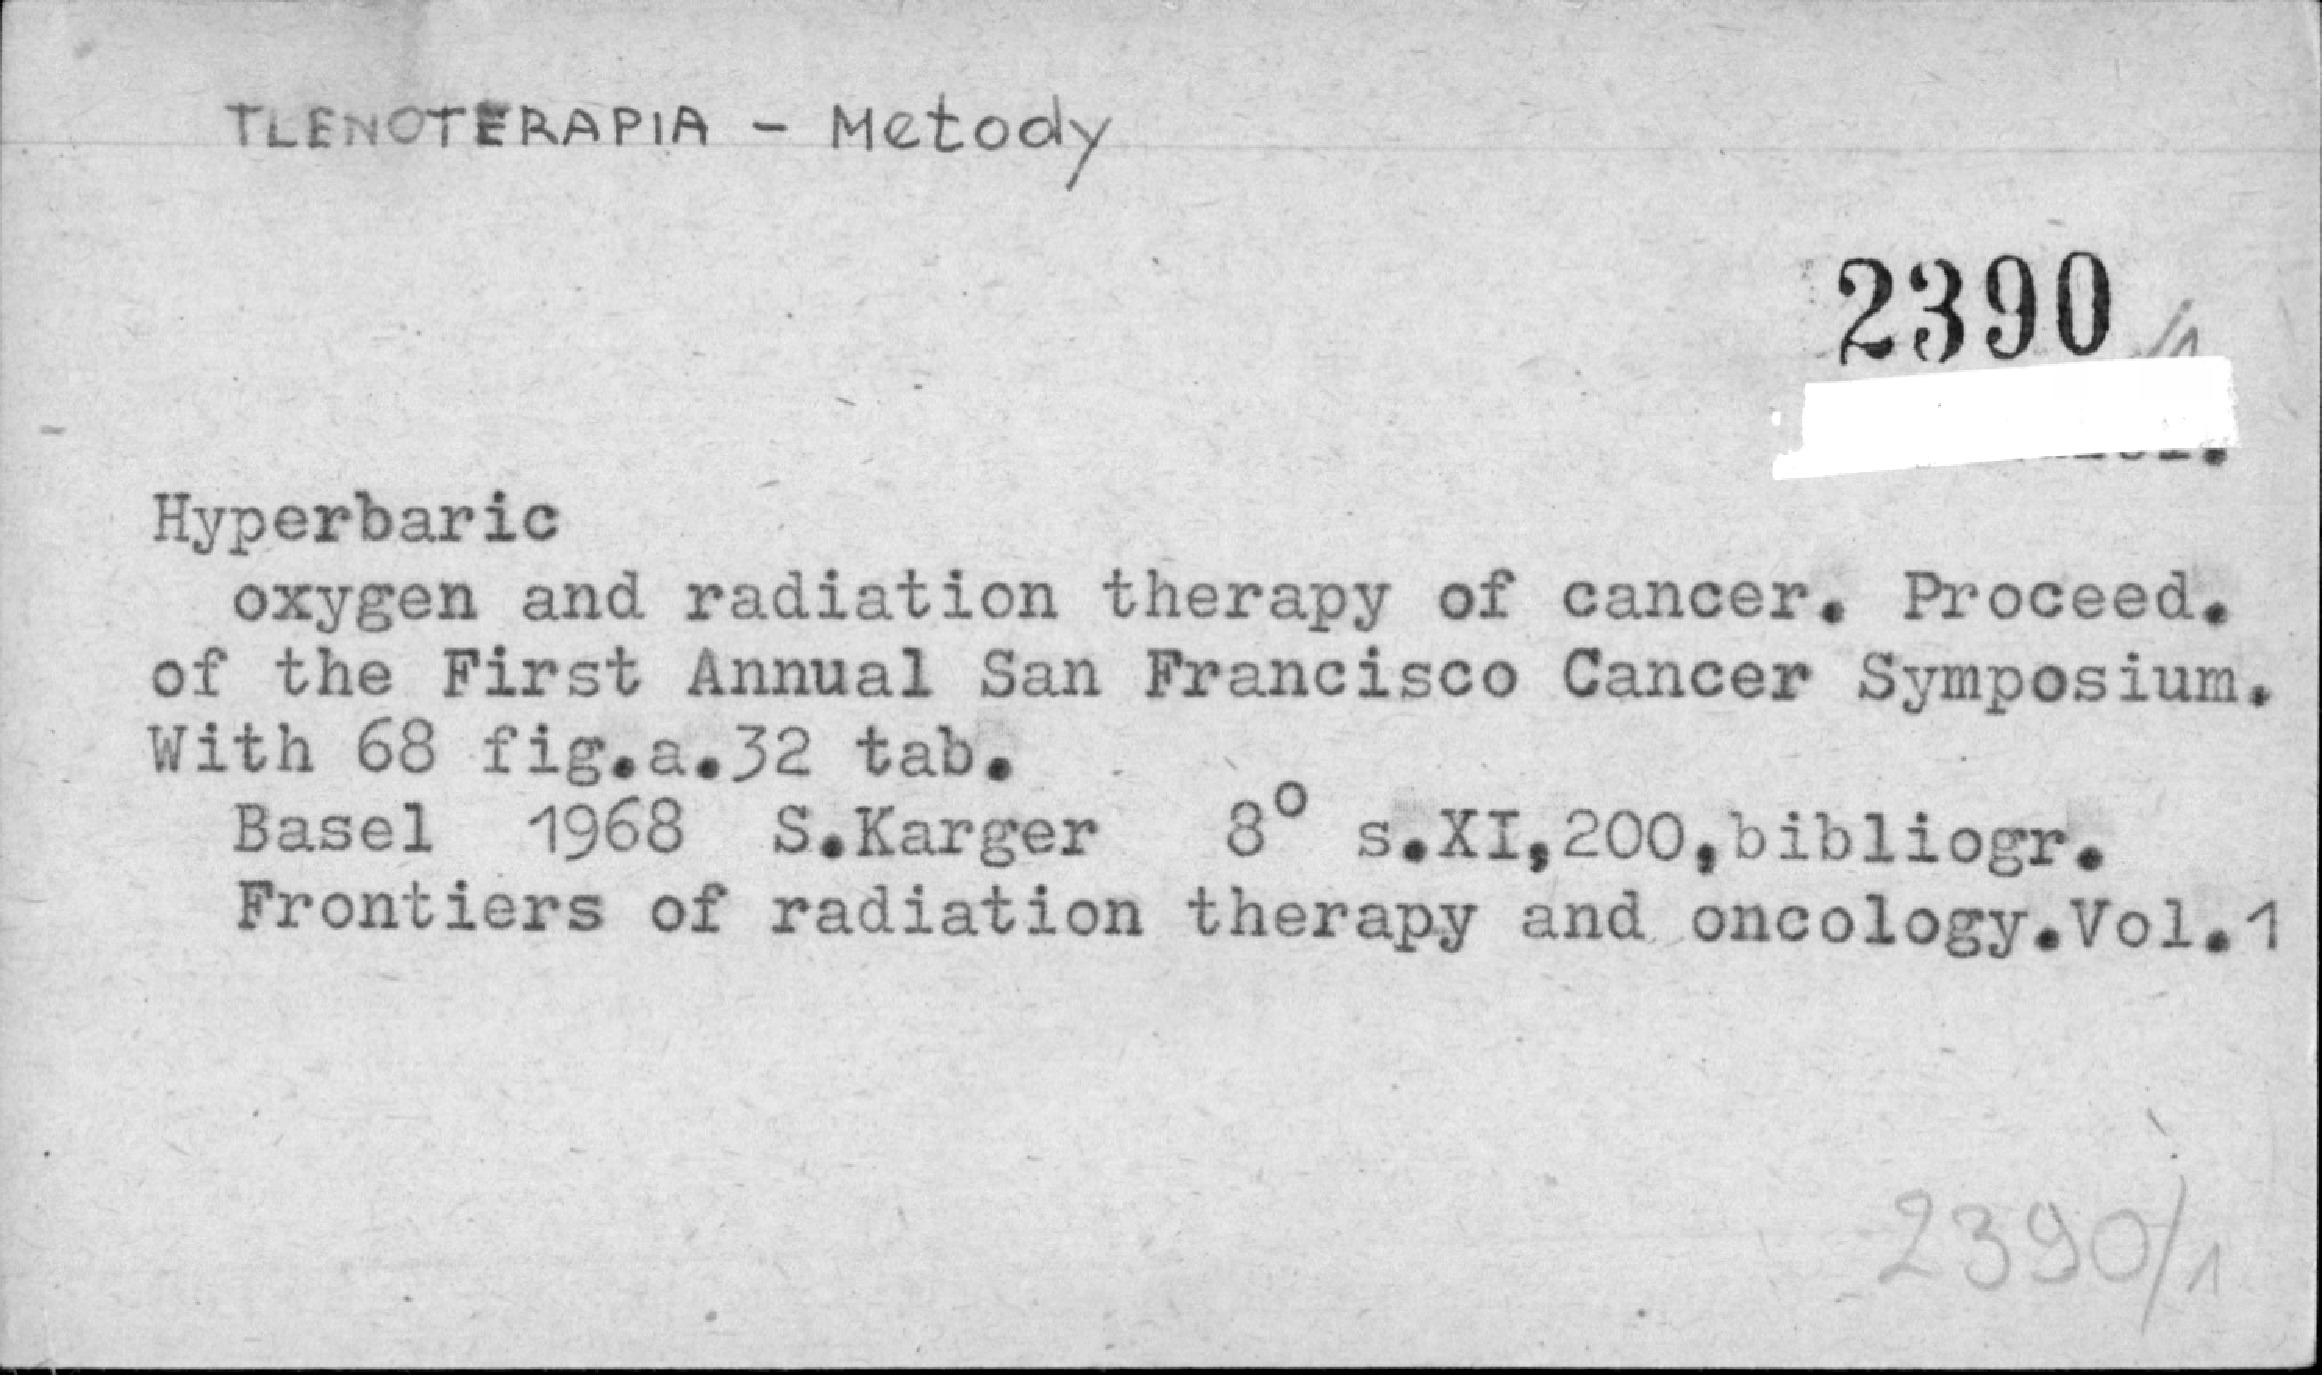 TLENOTERAPIA - Metody
2390/1
Hyperbaric
oxygen and radiation therapy of cancer. Proceed.
of the First Annual San Francisco Cancer Symposium.
With 68 fig.a.32 tab.
Basel 1968 S.Karger 8° s.XI,200,bibliogr.
Frontiers of radiation therapy and oncology.Vol.1
2390/1